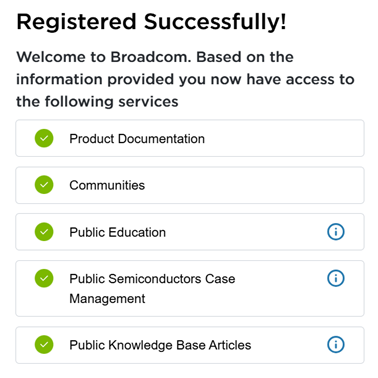 Registered Successfully!
Welcome to Broadcom. Based on the
information provided you now have access to
the following services
Product Documentation
Communities
Public Education
Public Semiconductors Case
Management
Public Knowledge Base Articles